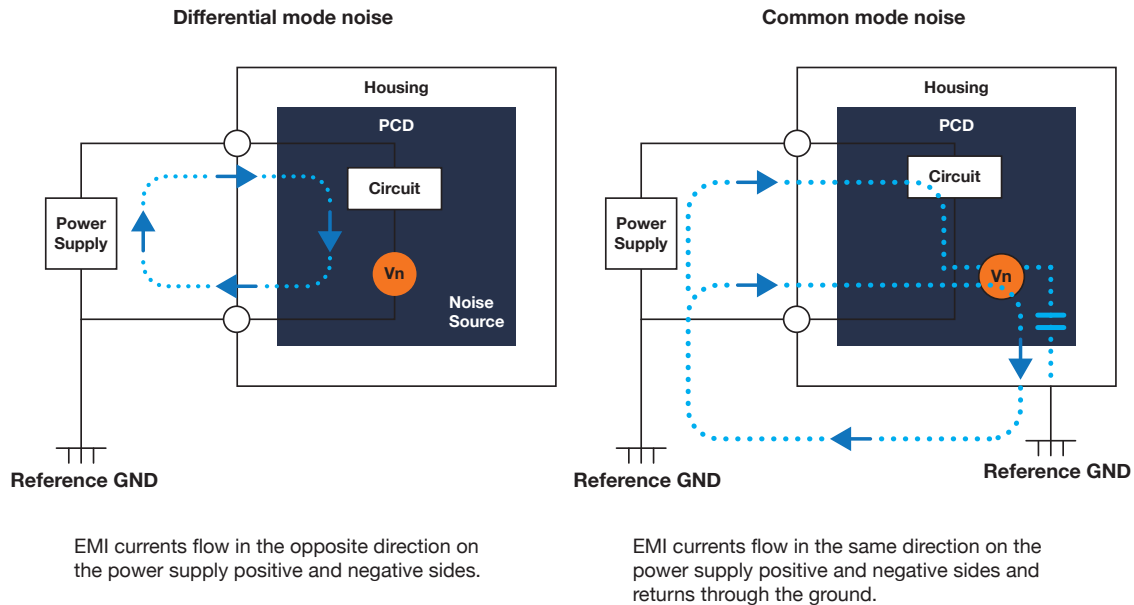 Differential mode noise
Housing
PCD
Circuit
Power
Supply
Vn
Noise
Source
Reference GND
EMI currents flow in the opposite direction on
the power supply positive and negative sides.
Common mode noise
Housing
PCD
Circuit
Power
Supply
Vn
Reference GND
Reference GND
EMI currents flow in the same direction on the
power supply positive and negative sides and
returns through the ground.